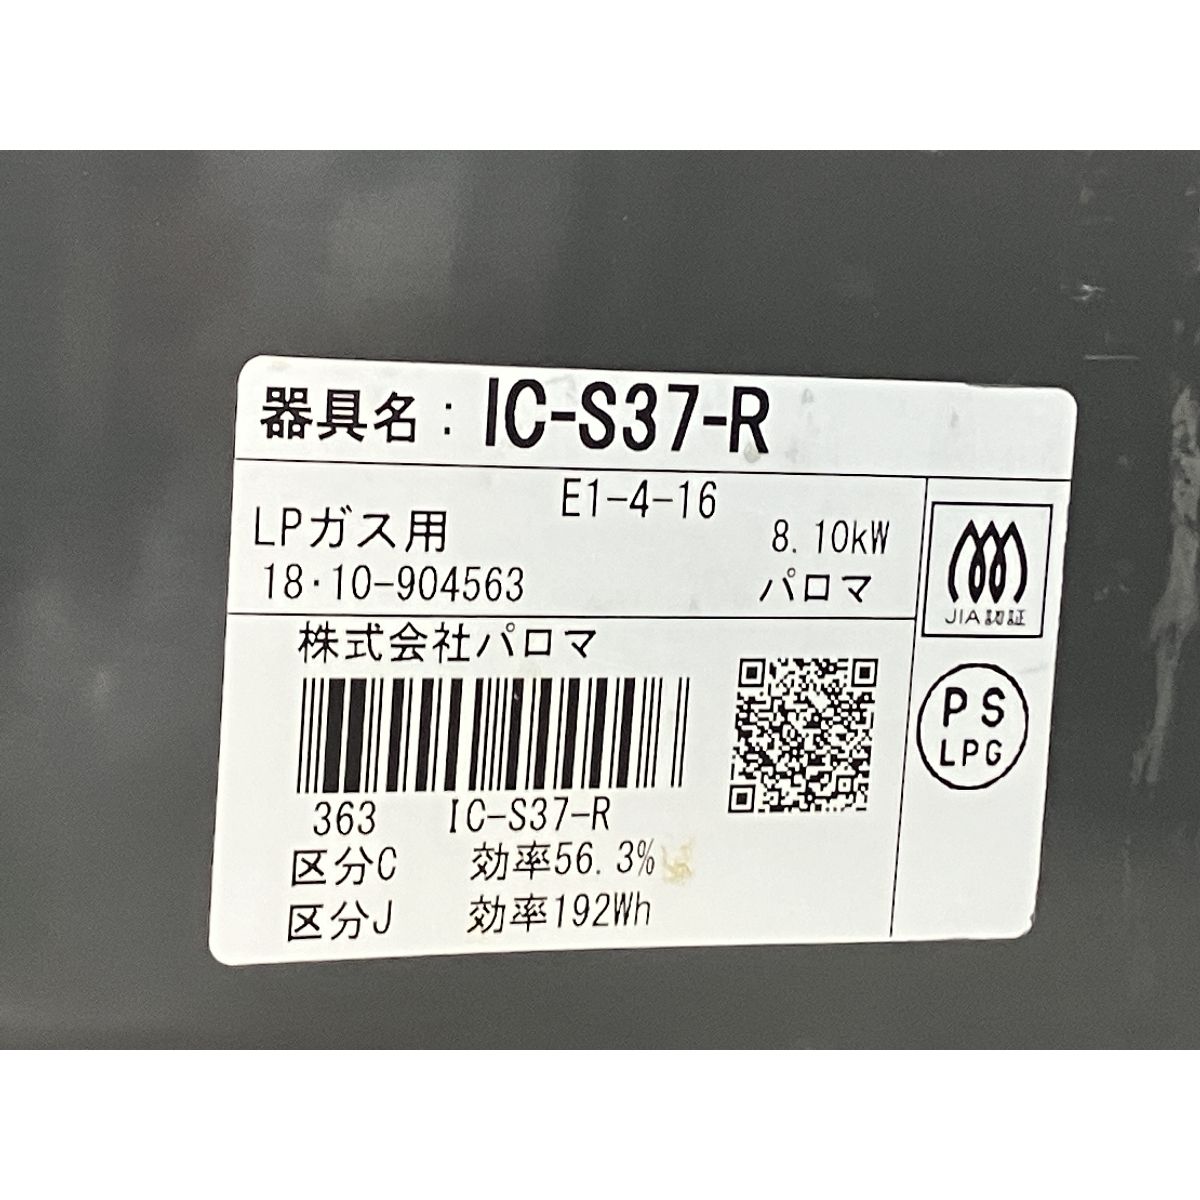 器具名：IC-S37-R
E1-4-16
LPガス用 8.10kW
18・10-904563 パロマ
JIA認証
株式会社パロマ
PS
LPG
363 IC-S37-R
区分C 効率56.3%
区分J 効率192Wh